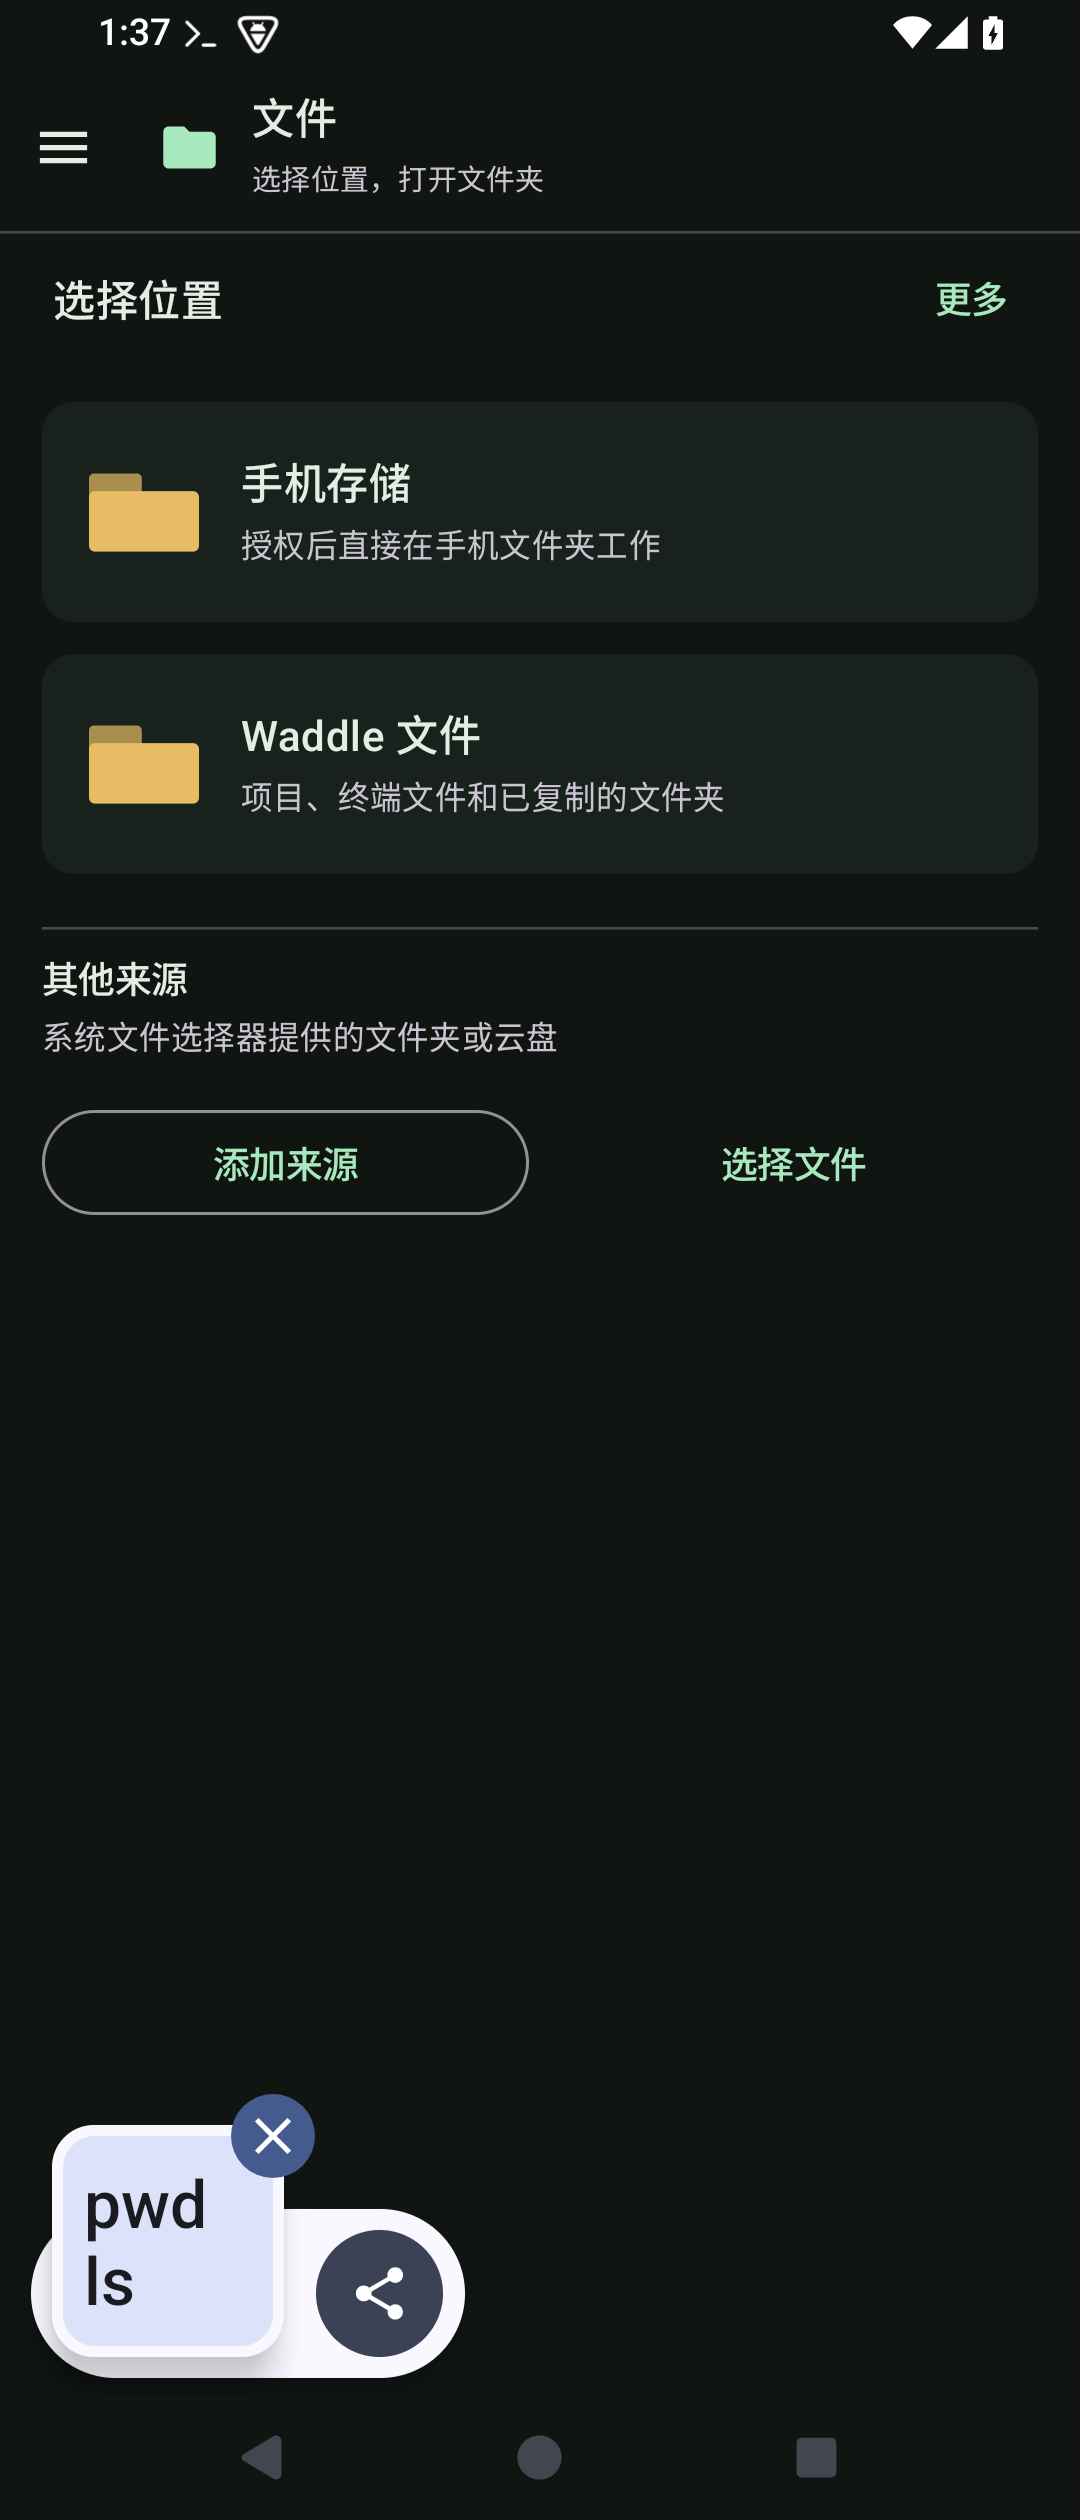 1:37
文件
选择位置，打开文件夹
选择位置
更多
手机存储
授权后直接在手机文件夹工作
Waddle 文件
项目、终端文件和已复制的文件夹
其他来源
系统文件选择器提供的文件夹或云盘
添加来源
选择文件
pwd
ls